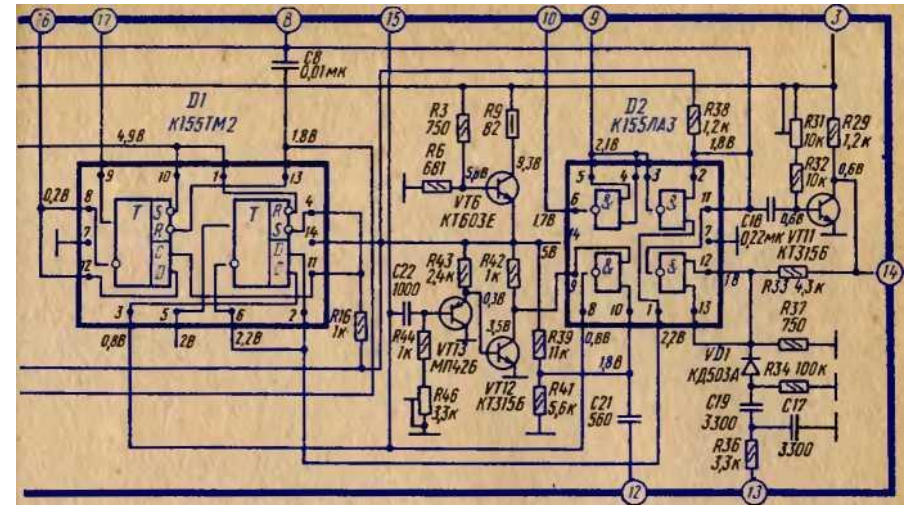 16 17 8 15 10 9 3
C8
0,01мк
D1
К155ТМ2
4,9В
1.8В
R3
750
R9
82
D2
К155ЛА3
R38
1,2к
R31
10к
R29
1,2к
0,2В
8
9
10
1
13
4
R6
681
5,8В
9,3В
2,1В
1,8В
R32
10к
0,6В
5
4
3
2
6
11
7
12
T
S
R
C
D
T
R
S
D
C
14
11
VT6
КТ603Е
1,7В
&
&
&
&
14
9
7
12
C18
0,22мк
0,6В
VT11
КТ315Б
5В
R43
2,4к
R42
1к
1В
R33 4,3к
14
C22
1000
0,3В
3
5
6
2
R16
1к
8
10
1
13
R37
750
0,8В
2В
2,2В
R44
1к
VT13
МП42Б
3,5В
R39
11к
0,8В
2,2В
VD1
КД503А
R46
3,3к
VT12
КТ315Б
1,8В
R41
5,6к
C21
560
R34 100к
C19
3300
C17
3300
R36
3,3к
12
13